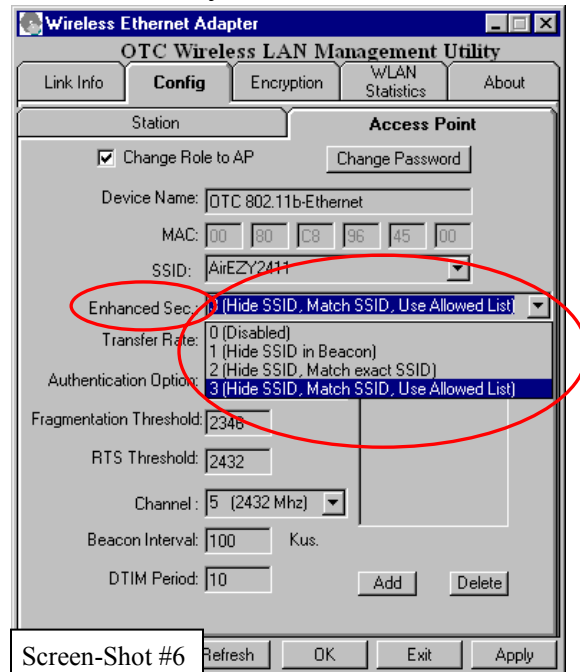 Wireless Ethernet Adapter
OTC Wireless LAN Management Utility
Link Info Config Encryption WLAN Statistics About
Station Access Point
Change Role to AP Change Password
Device Name: OTC 802.11b-Ethernet
MAC: 00 80 C8 96 45 00
SSID: AirEZY2411
Enhanced Sec.: (Hide SSID, Match SSID, Use Allowed List)
0 (Disabled)
1 (Hide SSID in Beacon)
2 (Hide SSID, Match exact SSID)
3 (Hide SSID, Match SSID, Use Allowed List)
Transfer Rate:
Authentication Option:
Fragmentation Threshold: 2346
RTS Threshold: 2432
Channel : 5 (2432 Mhz)
Beacon Interval: 100 Kus.
DTIM Period: 10
Add Delete
Screen-Shot #6 Refresh OK Exit Apply